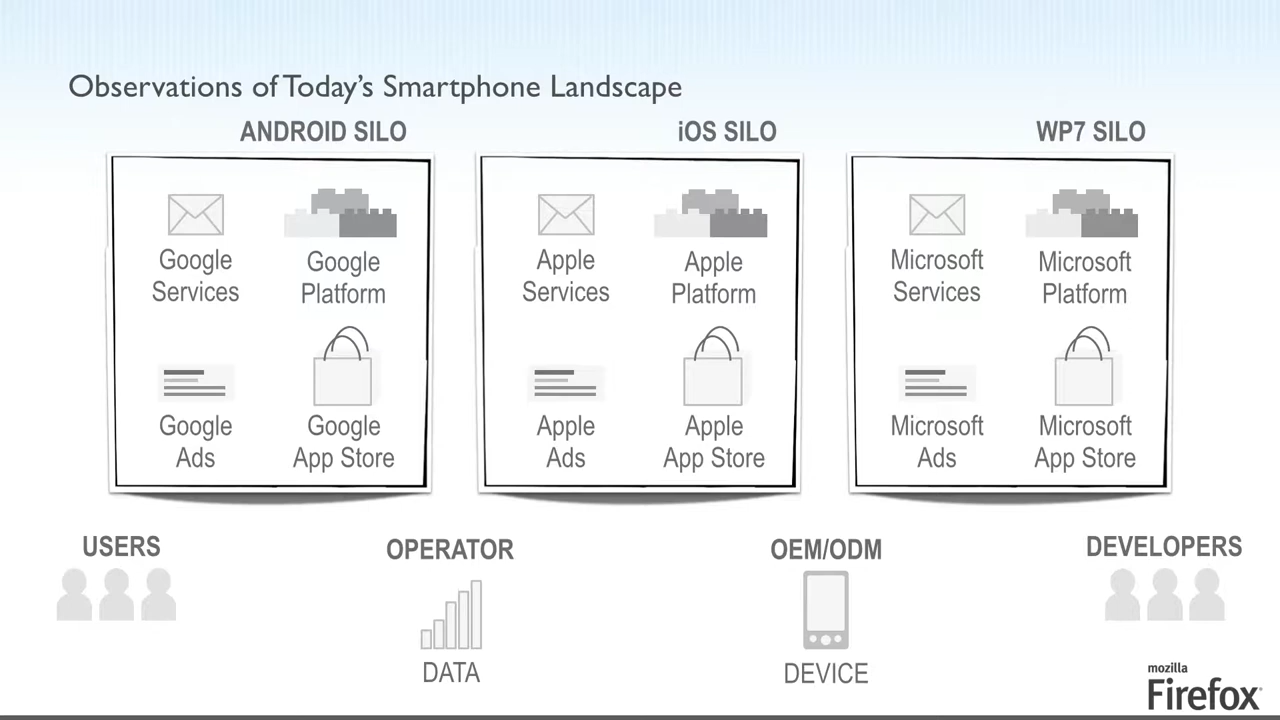 Observations of Today's Smartphone Landscape
ANDROID SILO
iOS SILO
WP7 SILO
Google
Services
Google
Platform
Google
Ads
Google
App Store
Apple
Services
Apple
Platform
Apple
Ads
Apple
App Store
Microsoft
Services
Microsoft
Platform
Microsoft
Ads
Microsoft
App Store
USERS
OPERATOR
DATA
OEM/ODM
DEVICE
DEVELOPERS
mozilla
Firefox